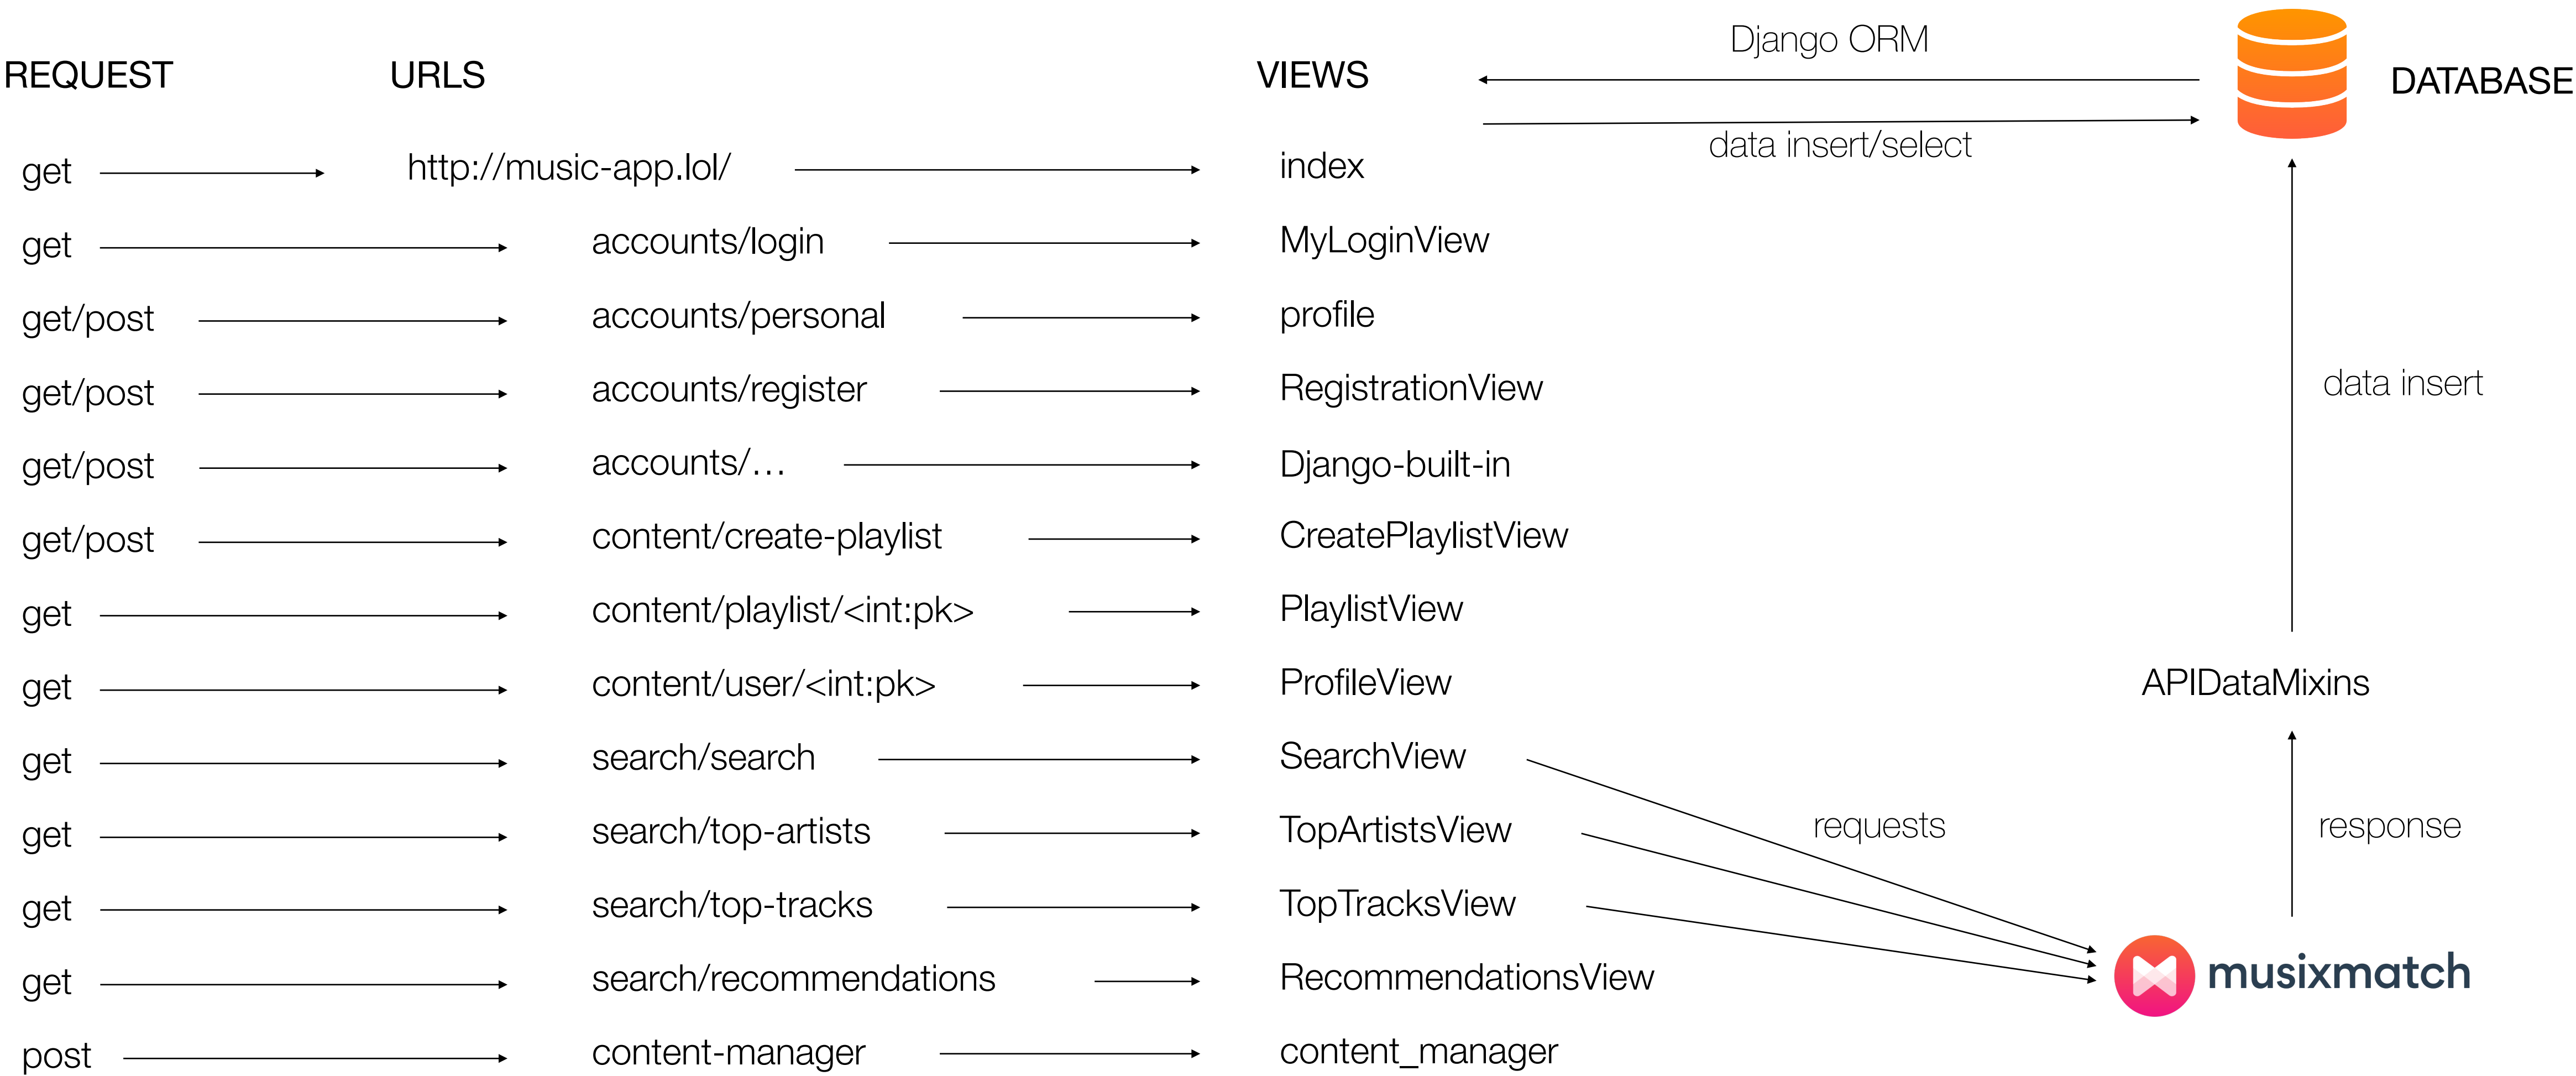 Django ORM
REQUEST URLS VIEWS DATABASE
data insert/select
get http://music-app.lol/ index
get accounts/login MyLoginView
get/post accounts/personal profile
get/post accounts/register RegistrationView
data insert
get/post accounts/… Django-built-in
get/post content/create-playlist CreatePlaylistView
get content/playlist/<int:pk> PlaylistView
get content/user/<int:pk> ProfileView
APIDataMixins
get search/search SearchView
get search/top-artists TopArtistsView
requests
response
get search/top-tracks TopTracksView
get search/recommendations RecommendationsView
musixmatch
post content-manager content_manager